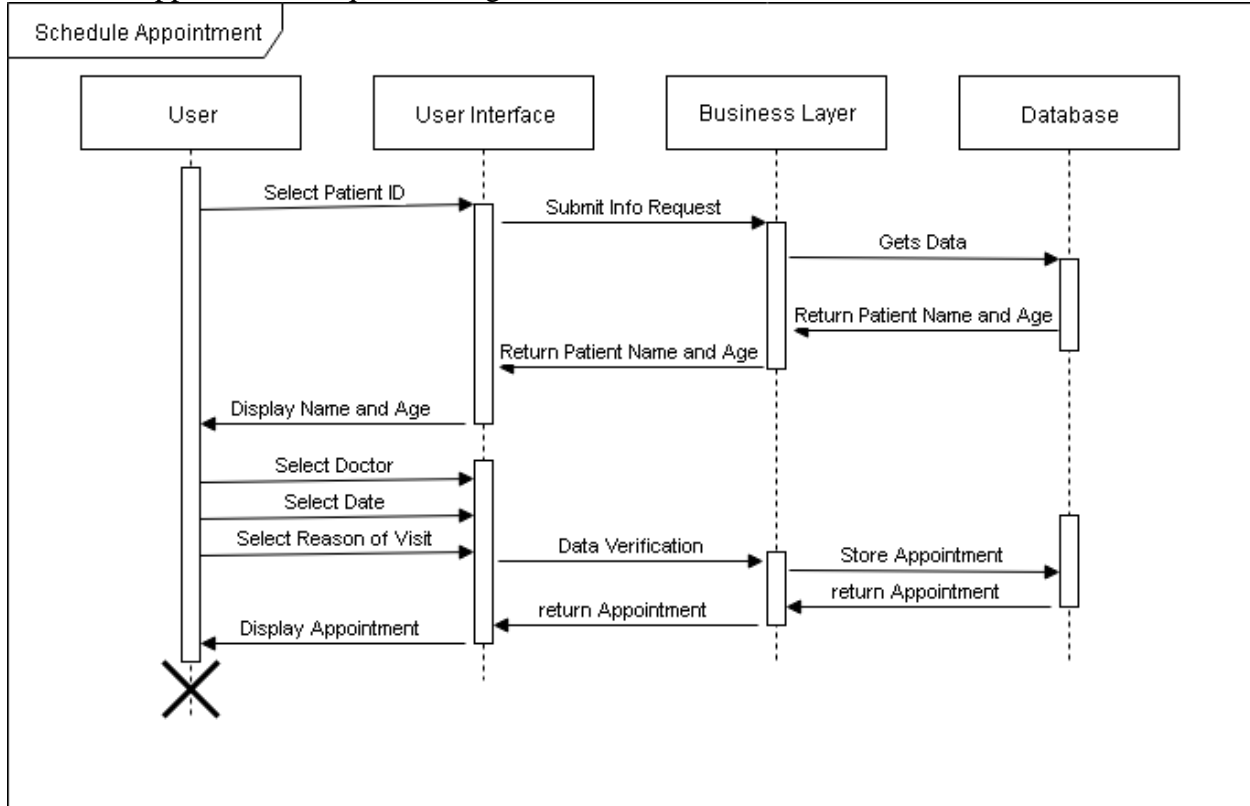 Schedule Appointment
User
User Interface
Business Layer
Database
Select Patient ID
Submit Info Request
Gets Data
Return Patient Name and Age
Return Patient Name and Age
Display Name and Age
Select Doctor
Select Date
Select Reason of Visit
Data Verification
Store Appointment
return Appointment
return Appointment
Display Appointment